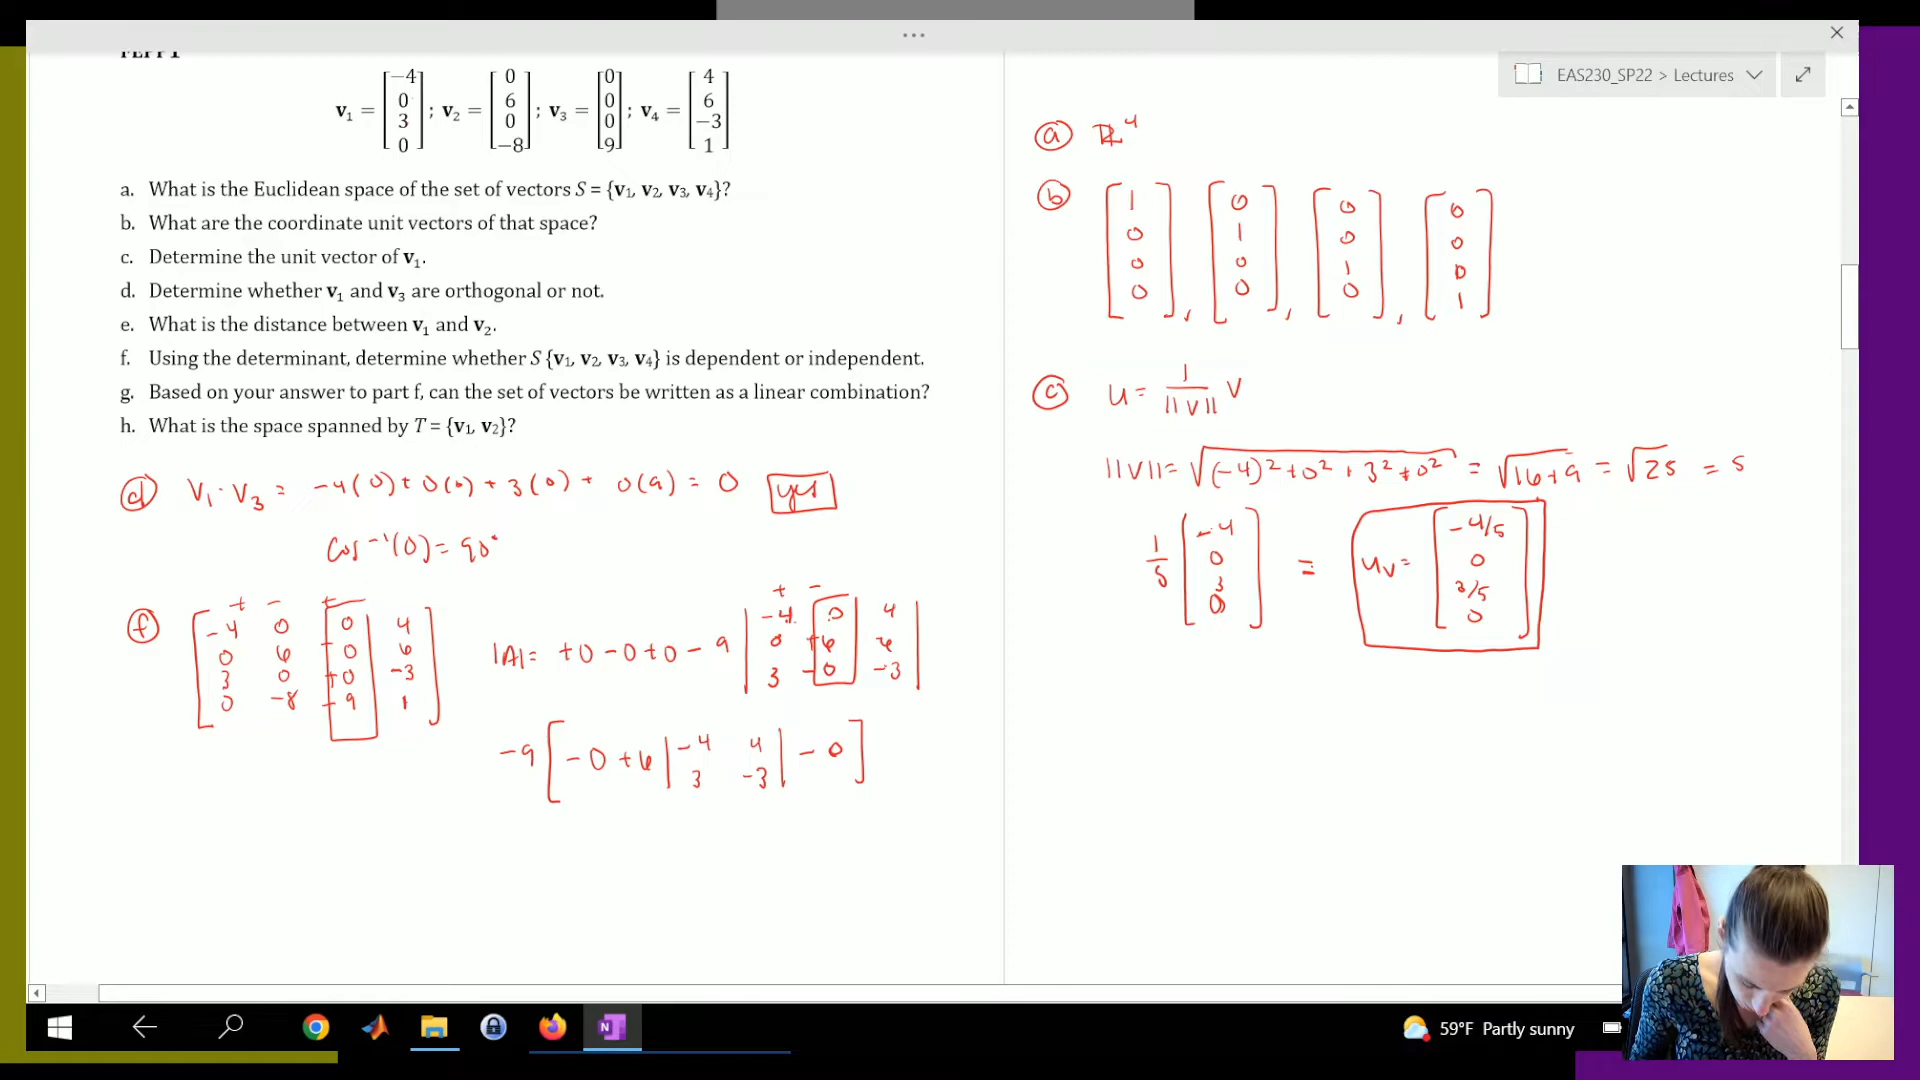 EAS230_SP22 > Lectures
PEPP1
v₁ = [−4 0 3 0] ; v₂ = [0 6 0 −8] ; v₃ = [0 0 0 9] ; v₄ = [4 6 −3 1]
a. What is the Euclidean space of the set of vectors S = {v₁, v₂, v₃, v₄}?
b. What are the coordinate unit vectors of that space?
c. Determine the unit vector of v₁.
d. Determine whether v₁ and v₃ are orthogonal or not.
e. What is the distance between v₁ and v₂.
f. Using the determinant, determine whether S {v₁, v₂, v₃, v₄} is dependent or independent.
g. Based on your answer to part f, can the set of vectors be written as a linear combination?
h. What is the space spanned by T = {v₁, v₂}?
(d) V₁·V₃ = -4(0)+0(0)+3(0)+0(9)=0 yes
cos⁻¹(0)=90°
(f)
+ - +
-4 0 0 4
0 6 -0 6
3 0 +0 -3
0 -8 -9 1
|A| = +0-0+0-9
+ -
-4 0 4
0 +6 6
3 -0 -3
-9 [-0+6 |-4 4
3 -3| -0]
(a) ℝ⁴
(b) [1 0 0 0], [0 1 0 0], [0 0 1 0], [0 0 0 1]
(c) u = 1/||v|| v
||v|| = √(-4)²+0²+3²+0² = √16+9 = √25 = 5
1/5 [-4 0 3 0] = uᵥ= [-4/5 0 3/5 0]
59°F Partly sunny